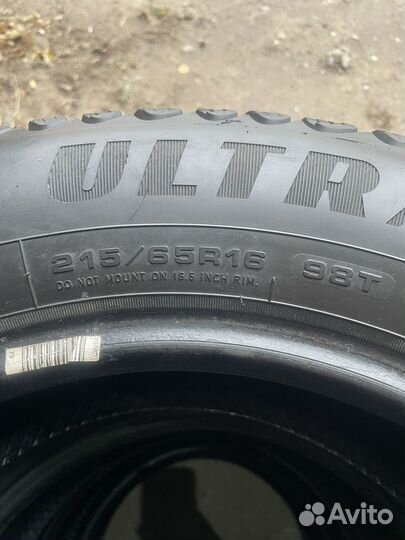 ULTR
215/65R16 98T
DO NOT MOUNT ON 16.5 INCH RIM.
Avito